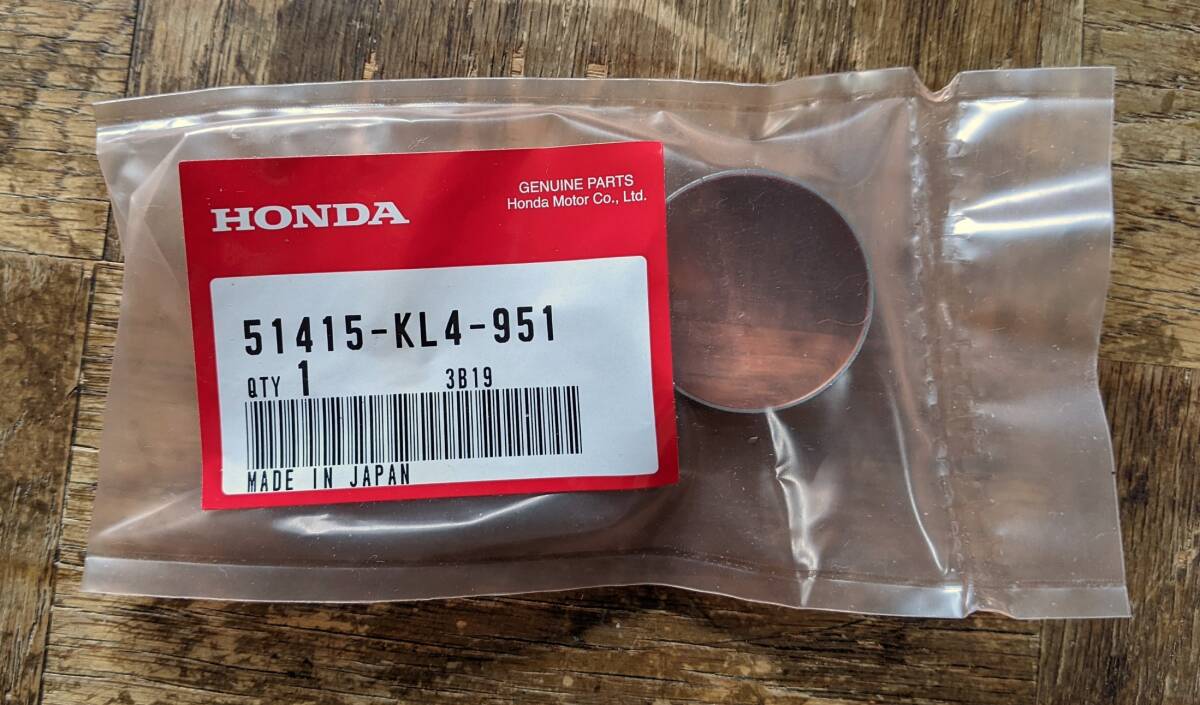 HONDA
GENUINE PARTS
Honda Motor Co., Ltd.
51415-KL4-951
QTY 1 3B19
MADE IN JAPAN